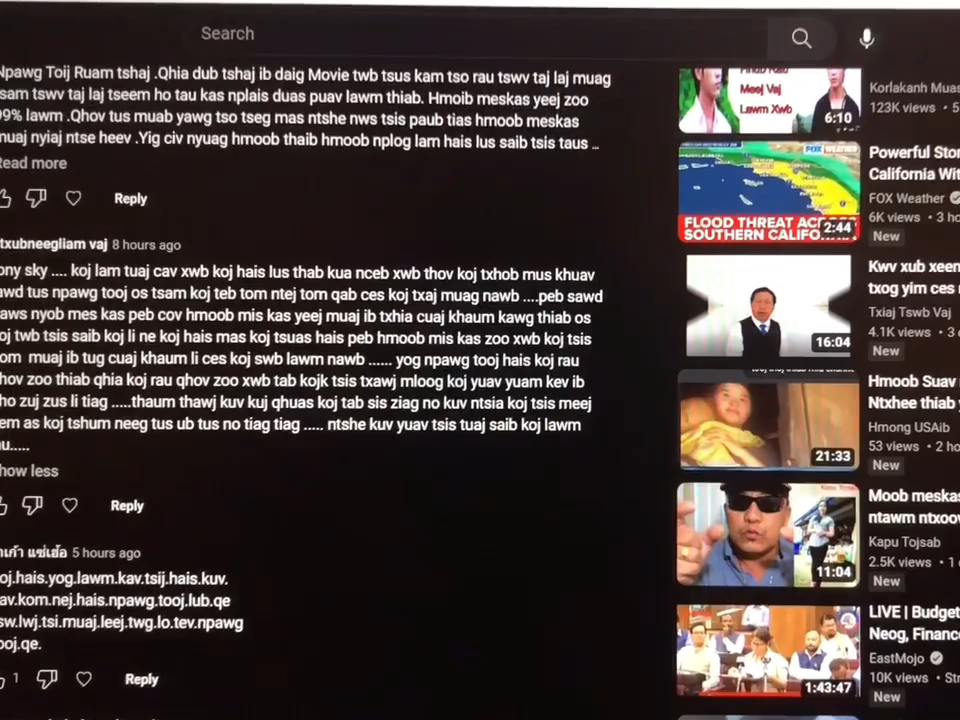 Search
Npawg Toij Ruam tshaj .Qhia dub tshaj ib daig Movie twb tsus kam tso rau tswv taj laj muag
sam tswv taj laj tseem ho tau kas nplais duas puav lawm thiab. Hmoib meskas yeej zoo
99% lawm .Qhov tus muab yawg tso tseg mas ntshe nws tsis paub tias hmoob meskas
muaj nyiaj ntse heev .Yig civ nyuag hmoob thaib hmoob nplog lam hais lus saib tsis taus ...
Read more
Reply
txubneegliam vaj 8 hours ago
ony sky .... koj lam tuaj cav xwb koj hais lus thab kua nceb xwb thov koj txhob mus khuav
awd tus npawg tooj os tsam koj teb tom ntej tom qab ces koj txaj muag nawb ....peb sawd
aws nyob mes kas peb cov hmoob mis kas yeej muaj ib txhia cuaj khaum kawg thiab os
oj twb tsis saib koj li ne koj hais mas koj tsuas hais peb hmoob mis kas zoo xwb koj tsis
om muaj ib tug cuaj khaum li ces koj swb lawm nawb ...... yog npawg tooj hais koj rau
hov zoo thiab qhia koj rau qhov zoo xwb tab kojk tsis txawj mloog koj yuav yuam kev ib
ho zuj zus li tiag .....thaum thawj kuv kuj qhuas koj tab sis ziag no kuv ntsia koj tsis meej
em as koj tshum neeg tus ub tus no tiag tiag ..... ntshe kuv yuav tsis tuaj saib koj lawm
u.....
how less
Reply
แซ่เฮ้อ 5 hours ago
oj.hais.yog.lawm.kav.tsij.hais.kuv.
av.kom.nej.hais.npawg.tooj.lub.qe
sw.lwj.tsi.muaj.leej.twg.lo.tev.npawg
ooj.qe.
1
Reply
Meej Vaj
Lawm Xwb
6:10
Korlakanh Muas
123K views • 5
FOX WEATHER
FLOOD THREAT ACROSS
SOUTHERN CALIFO
2:44
Powerful Stor
California Wit
FOX Weather
6K views • 3 ho
New
16:04
Kwv xub xeen
txog yim ces
Txiaj Tswb Vaj
4.1K views • 3
New
21:33
Hmoob Suav
Ntxhee thiab
Hmong USAib
53 views • 2 ho
New
11:04
Moob meskas
ntawm ntxoov
Kapu Tojsab
2.5K views • 1
New
1:43:47
LIVE | Budget
Neog, Finance
EastMojo
10K views • Str
New